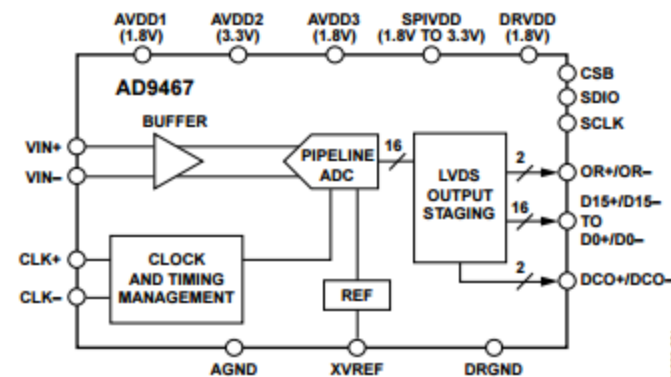 AVDD1 AVDD2 AVDD3 SPIVDD DRVDD
(1.8V) (3.3V) (1.8V) (1.8V TO 3.3V) (1.8V)
AD9467
CSB
SDIO
SCLK
BUFFER
VIN+
VIN–
PIPELINE
ADC
16
LVDS
OUTPUT
STAGING
2
OR+/OR–
16
D15+/D15–
TO
D0+/D0–
2
DCO+/DCO–
CLK+
CLK–
CLOCK
AND TIMING
MANAGEMENT
REF
AGND XVREF DRGND